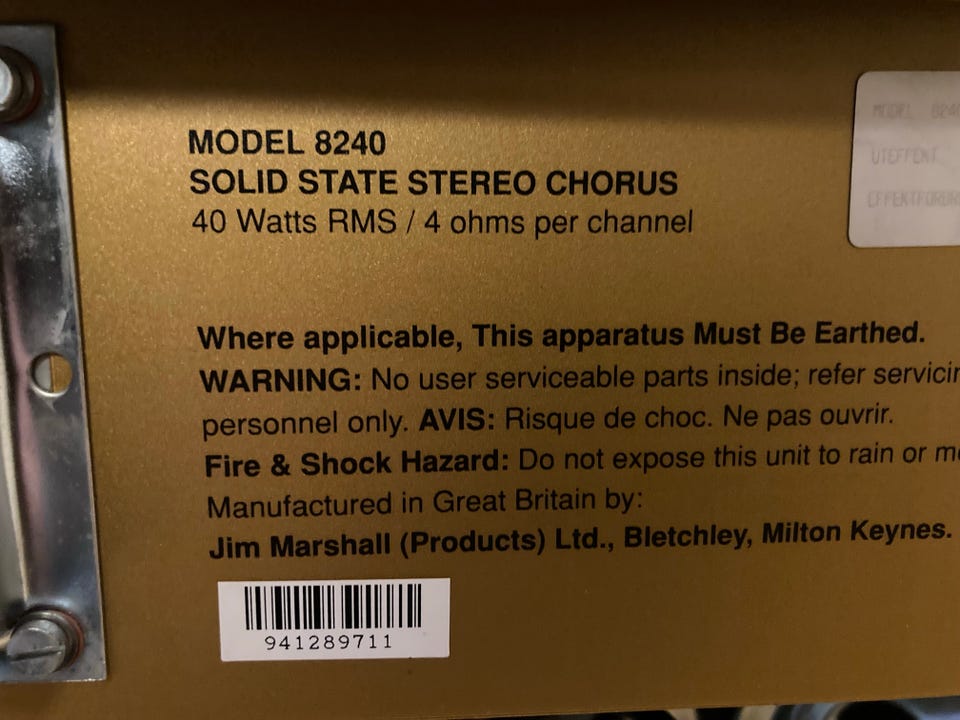 MODEL 8240
SOLID STATE STEREO CHORUS
40 Watts RMS / 4 ohms per channel
MODEL 8240
UTEFFEKT
Where applicable, This apparatus Must Be Earthed.
WARNING: No user serviceable parts inside; refer
personnel only. AVIS: Risque de choc. Ne pas ouvrir.
Fire & Shock Hazard: Do not expose this unit to rain or
Manufactured in Great Britain by:
Jim Marshall (Products) Ltd., Bletchley, Milton Keynes.
941289711